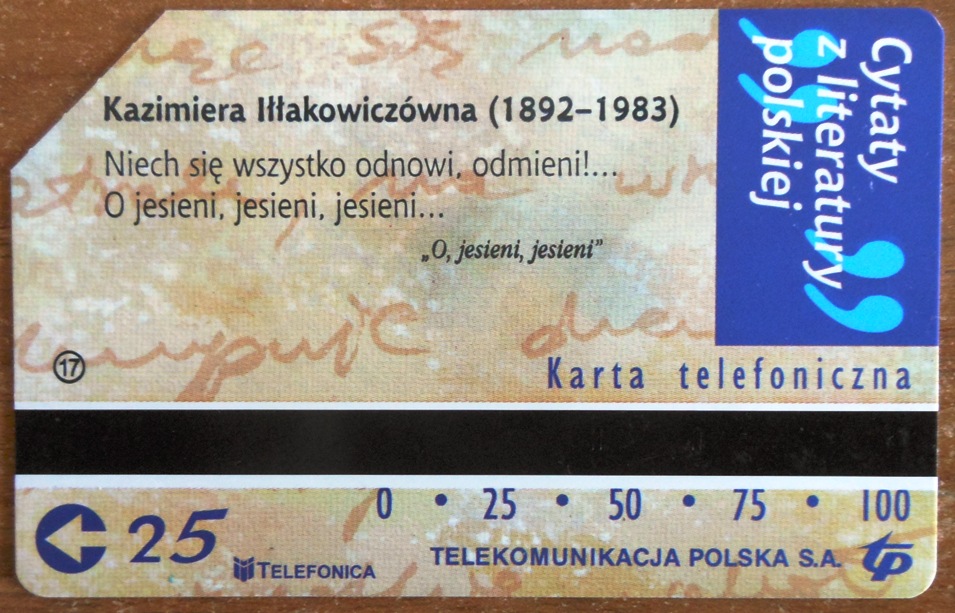 Kazimiera Iłłakowiczówna (1892–1983)
Niech się wszystko odnowi, odmieni!...
O jesieni, jesieni, jesieni...
„O, jesieni, jesieni”
Cytaty
z literatury
polskiej
17
Karta telefoniczna
0 • 25 • 50 • 75 • 100
25
TELEFONICA
TELEKOMUNIKACJA POLSKA S.A.
tp